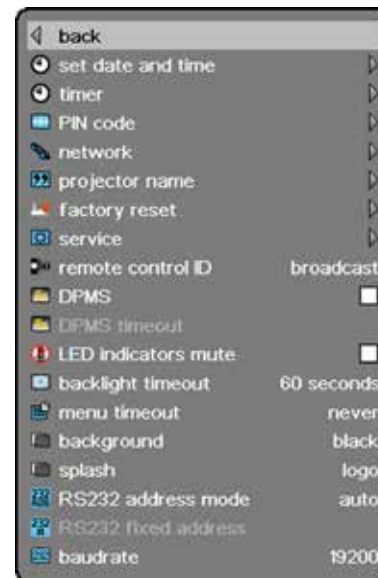 back
set date and time
timer
PIN code
network
projector name
factory reset
service
remote control ID broadcast
DPMS
DPMS timeout
LED indicators mute
backlight timeout 60 seconds
menu timeout never
background black
splash logo
RS232 address mode auto
RS232 fixed address
baudrate 19200